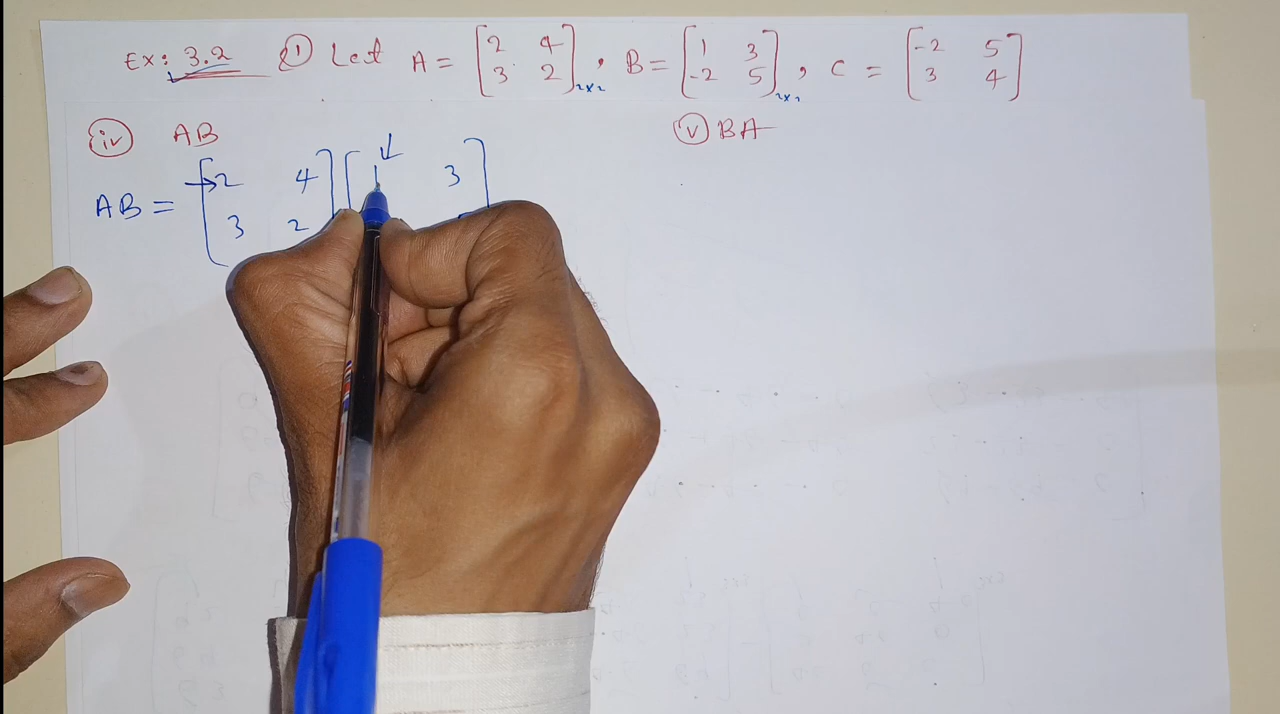 Ex: 3.2 (1) Let A = [2 4 3 2]2x2, B = [1 3 -2 5]2x2, C = [-2 5 3 4]
(iv) AB (v) BA
AB = [2 4 3 2] [1 3